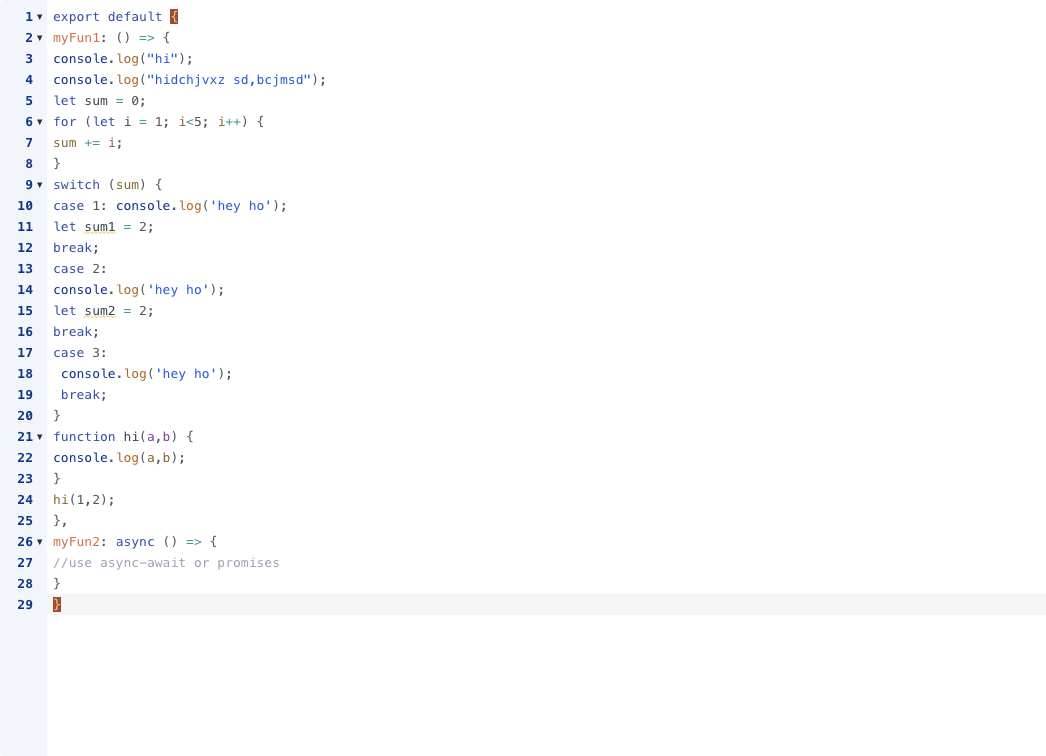 1 export default {
2 myFun1: () => {
3 console.log("hi");
4 console.log("hidchjvxz sd,bcjmsd");
5 let sum = 0;
6 for (let i = 1; i<5; i++) {
7 sum += i;
8 }
9 switch (sum) {
10 case 1: console.log('hey ho');
11 let sum1 = 2;
12 break;
13 case 2:
14 console.log('hey ho');
15 let sum2 = 2;
16 break;
17 case 3:
18  console.log('hey ho');
19  break;
20 }
21 function hi(a,b) {
22 console.log(a,b);
23 }
24 hi(1,2);
25 },
26 myFun2: async () => {
27 //use async-await or promises
28 }
29 }